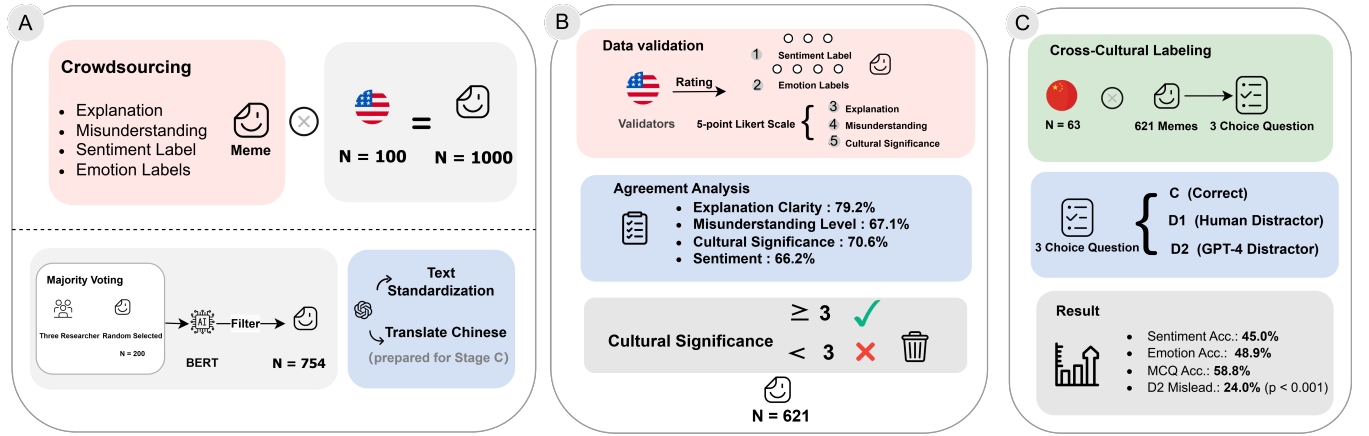 A
Crowdsourcing
• Explanation
• Misunderstanding
• Sentiment Label
• Emotion Labels
Meme
=
N = 100
N = 1000
Majority Voting
Three Researcher
Random Selected
N = 200
AI
BERT
Filter
N = 754
Text
Standardization
Translate Chinese
(prepared for Stage C)
B
Data validation
Validators
Rating
1 Sentiment Label
2 Emotion Labels
5-point Likert Scale
{
3 Explanation
4 Misunderstanding
5 Cultural Significance
Agreement Analysis
• Explanation Clarity : 79.2%
• Misunderstanding Level : 67.1%
• Cultural Significance : 70.6%
• Sentiment : 66.2%
Cultural Significance
≥ 3
< 3
N = 621
C
Cross-Cultural Labeling
N = 63
621 Memes
3 Choice Question
3 Choice Question
{
C (Correct)
D1 (Human Distractor)
D2 (GPT-4 Distractor)
Result
• Sentiment Acc.: 45.0%
• Emotion Acc.: 48.9%
• MCQ Acc.: 58.8%
• D2 Mislead.: 24.0% (p < 0.001)